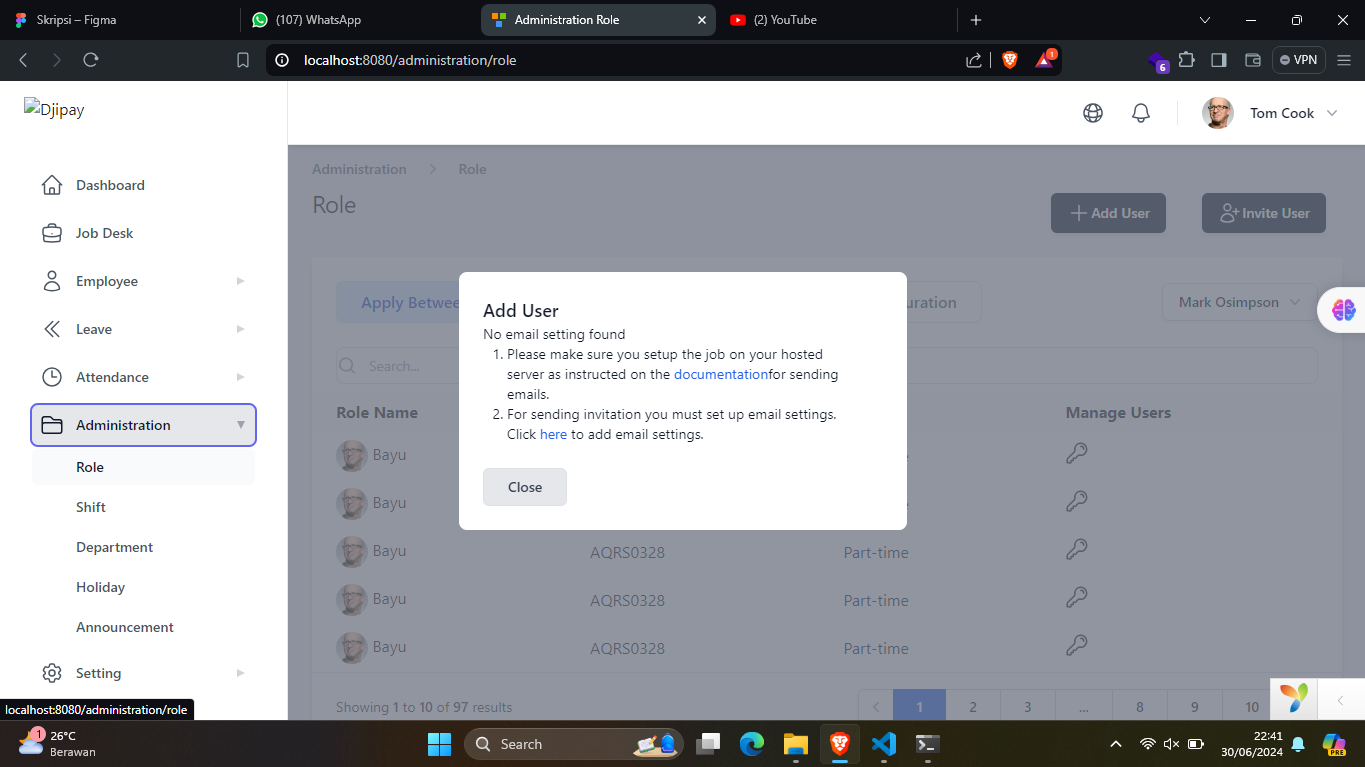 Skripsi – Figma
(107) WhatsApp
Administration Role
(2) YouTube
localhost:8080/administration/role
1
6
VPN
Djipay
Tom Cook
Dashboard
Job Desk
Employee
Leave
Attendance
Administration
Role
Shift
Department
Holiday
Announcement
Setting
localhost:8080/administration/role
Administration
Role
Role
Add User
Invite User
Apply Betwee
uration
Mark Osimpson
Search...
Role Name
Manage Users
Bayu
Bayu
Bayu
AQRS0328
Part-time
Bayu
AQRS0328
Part-time
Bayu
AQRS0328
Part-time
Showing 1 to 10 of 97 results
1
2
3
...
8
9
10
Add User
No email setting found
1. Please make sure you setup the job on your hosted
server as instructed on the documentationfor sending
emails.
2. For sending invitation you must set up email settings.
Click here to add email settings.
Close
1
26°C
Berawan
Search
22:41
30/06/2024
PRE